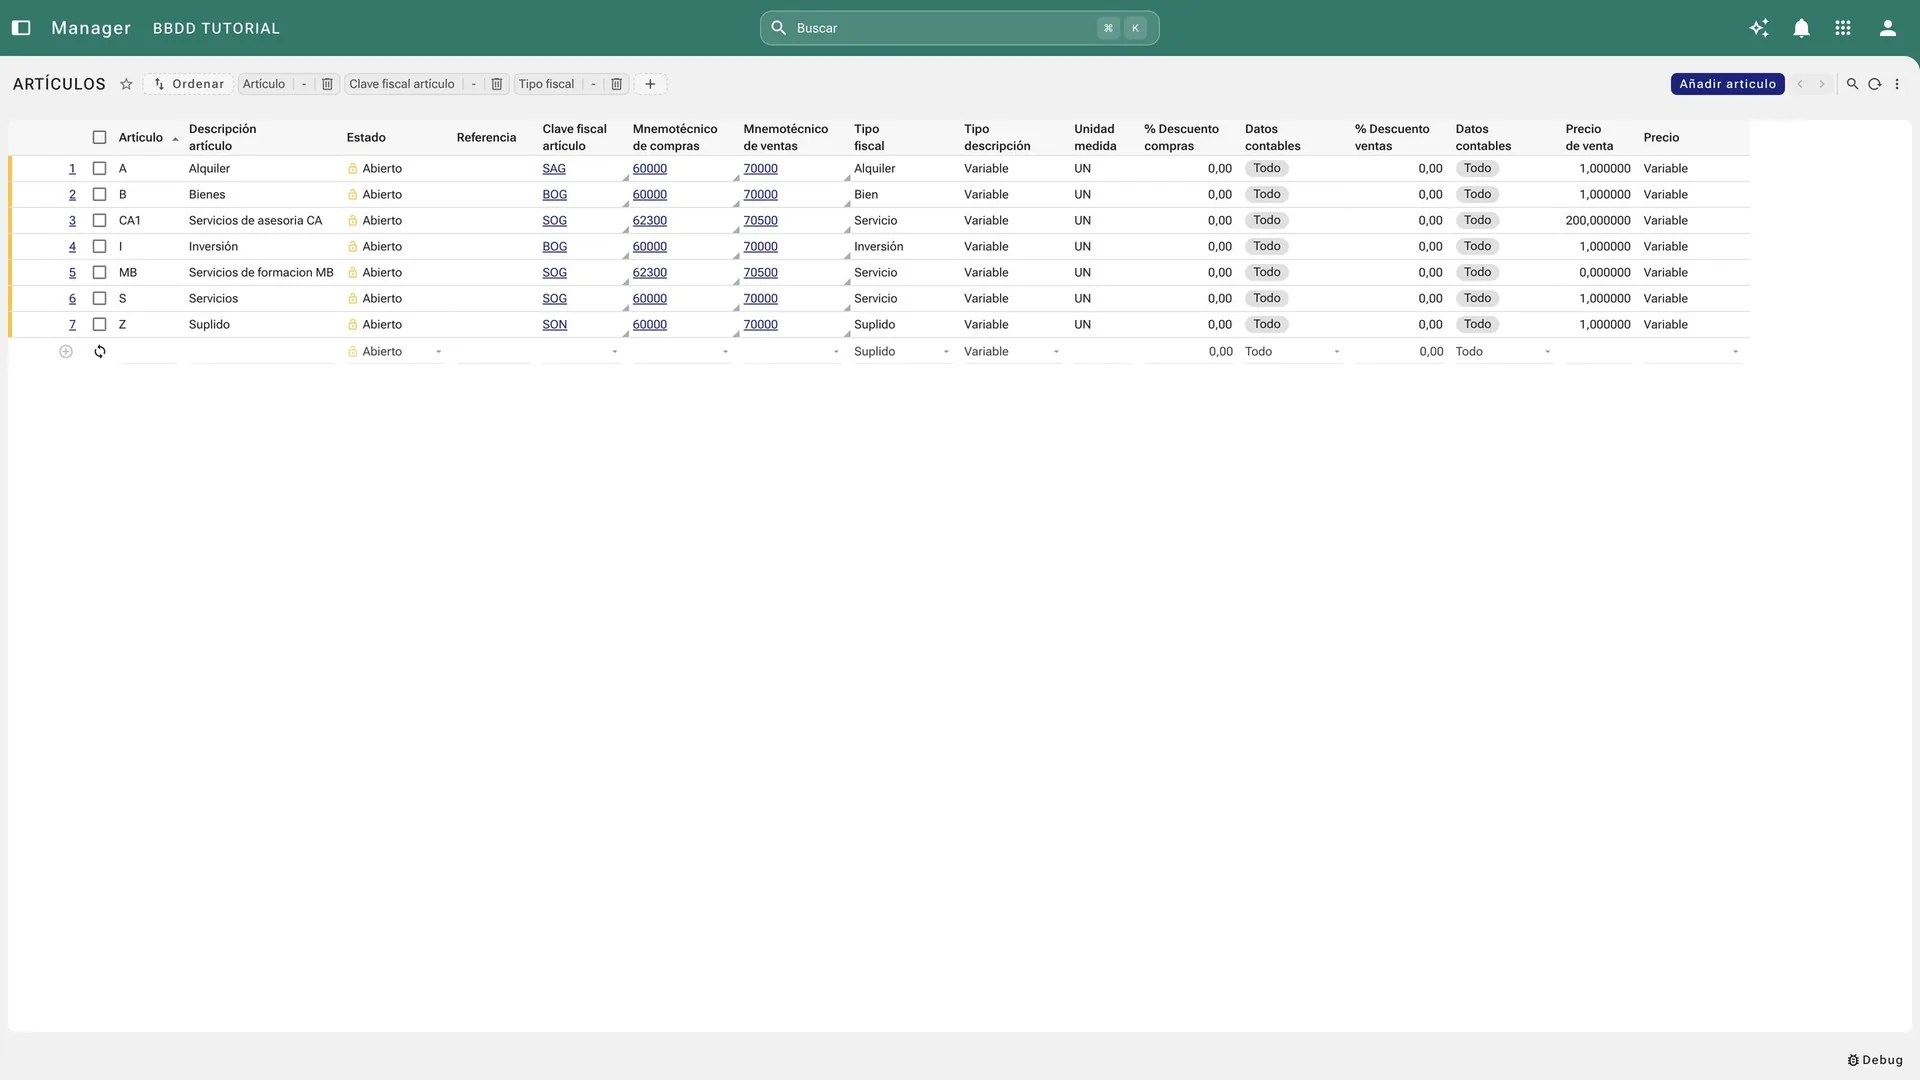 Manager BBDD TUTORIAL Buscar ⌘ K
ARTÍCULOS Ordenar Artículo - Clave fiscal artículo - Tipo fiscal - + Añadir artículo
Artículo Descripción artículo Estado Referencia Clave fiscal artículo Mnemotécnico de compras Mnemotécnico de ventas Tipo fiscal Tipo descripción Unidad medida % Descuento compras Datos contables % Descuento ventas Datos contables Precio de venta Precio
1 A Alquiler Abierto SAG 60000 70000 Alquiler Variable UN 0,00 Todo 0,00 Todo 1,000000 Variable
2 B Bienes Abierto BOG 60000 70000 Bien Variable UN 0,00 Todo 0,00 Todo 1,000000 Variable
3 CA1 Servicios de asesoria CA Abierto SOG 62300 70500 Servicio Variable UN 0,00 Todo 0,00 Todo 200,000000 Variable
4 I Inversión Abierto BOG 60000 70000 Inversión Variable UN 0,00 Todo 0,00 Todo 1,000000 Variable
5 MB Servicios de formacion MB Abierto SOG 62300 70500 Servicio Variable UN 0,00 Todo 0,00 Todo 0,000000 Variable
6 S Servicios Abierto SOG 60000 70000 Servicio Variable UN 0,00 Todo 0,00 Todo 1,000000 Variable
7 Z Suplido Abierto SON 60000 70000 Suplido Variable UN 0,00 Todo 0,00 Todo 1,000000 Variable
Abierto Suplido Variable 0,00 Todo 0,00 Todo
Debug